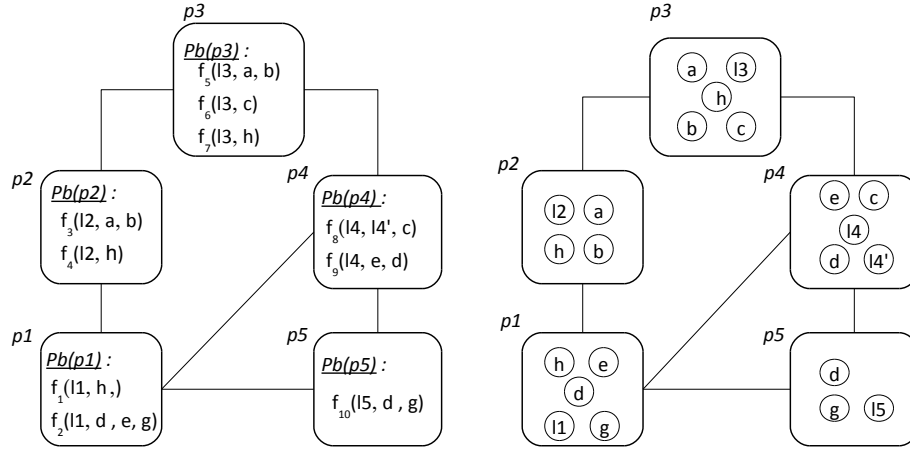 p3
Pb(p3) :
f5(l3, a, b)
f6(l3, c)
f7(l3, h)
p2
Pb(p2) :
f3(l2, a, b)
f4(l2, h)
p4
Pb(p4) :
f8(l4, l4', c)
f9(l4, e, d)
p1
Pb(p1) :
f1(l1, h ,)
f2(l1, d , e, g)
p5
Pb(p5) :
f10(l5, d , g)
p3
a l3
h
b c
p2
l2 a
h b
p4
e c
l4
d l4'
p1
h e
d
l1 g
p5
d
g l5